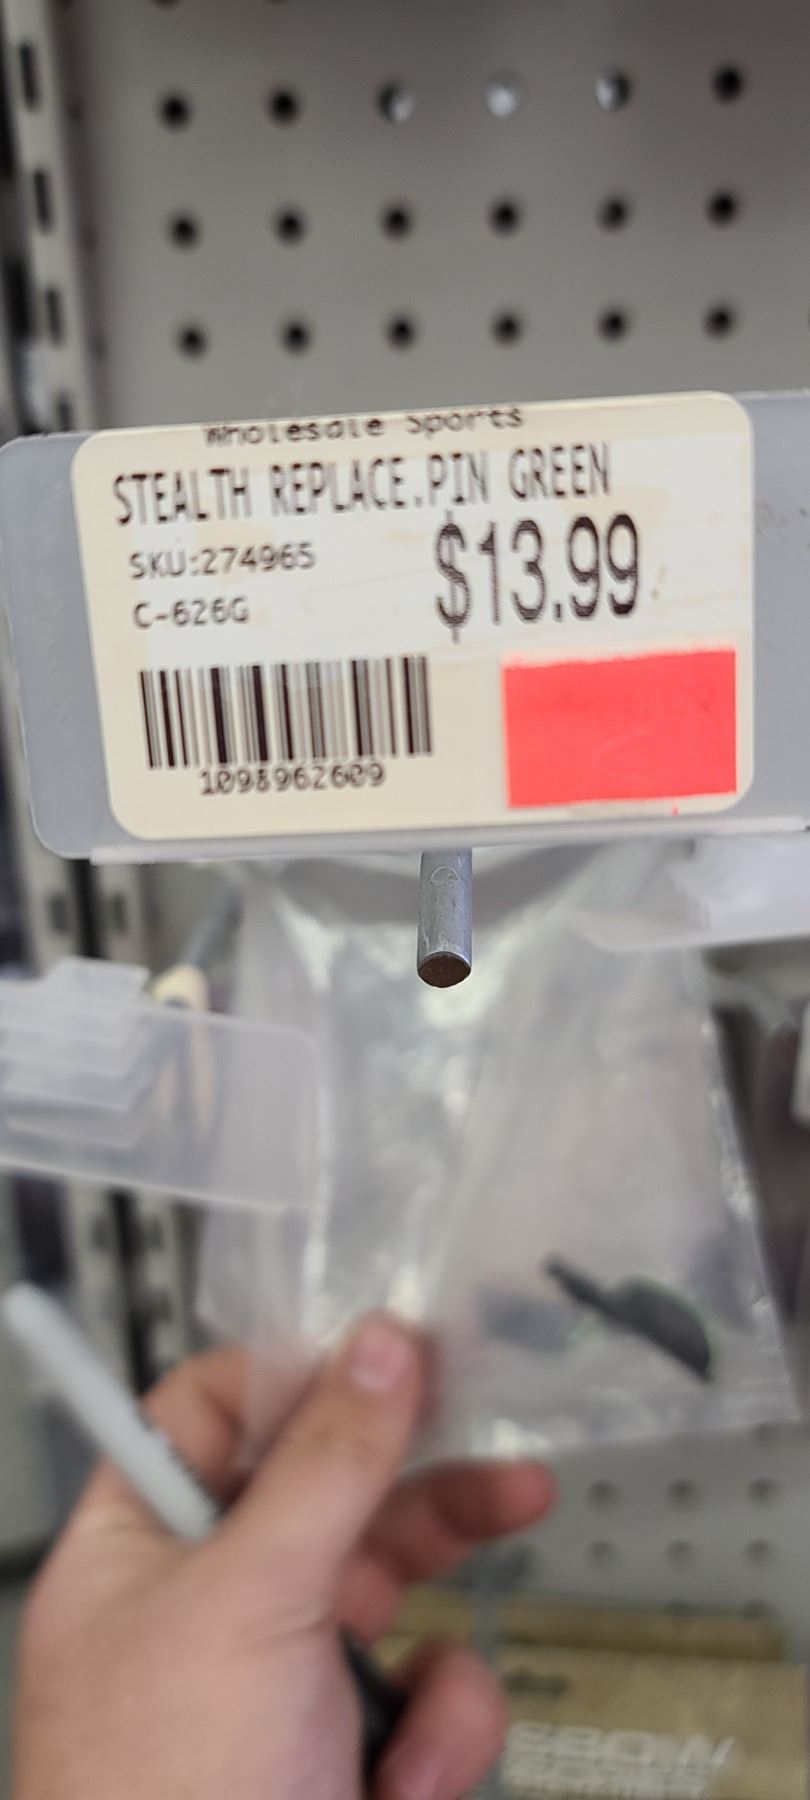 Wholesale Sports
STEALTH REPLACE.PIN GREEN
SKU:274965
$13.99
C-626G
1098962609